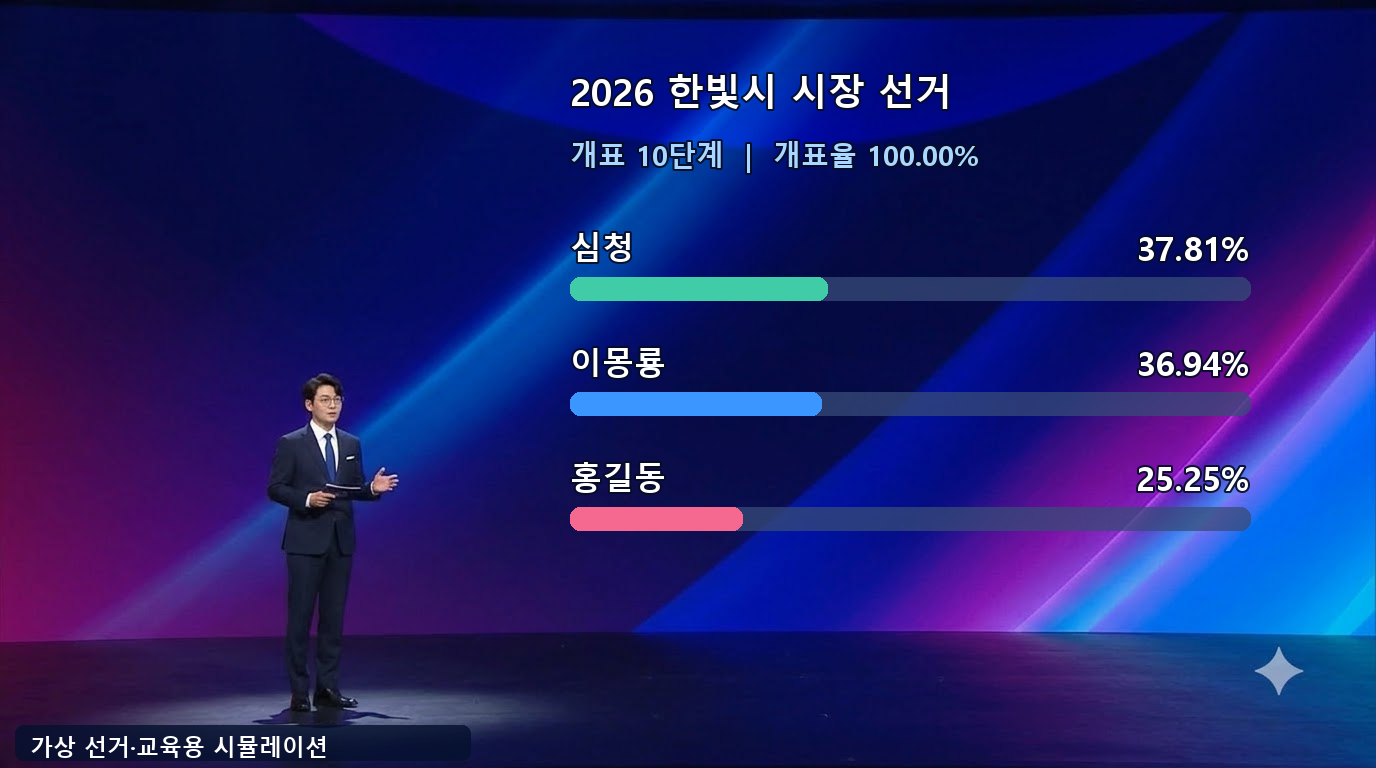 2026 한빛시 시장 선거
개표 10단계 | 개표율 100.00%
심청 37.81%
이몽룡 36.94%
홍길동 25.25%
가상 선거·교육용 시뮬레이션